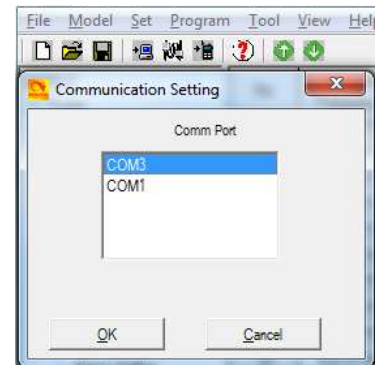 File Model Set Program Tool View Help
Communication Setting
Comm Port
COM3
COM1
OK Cancel